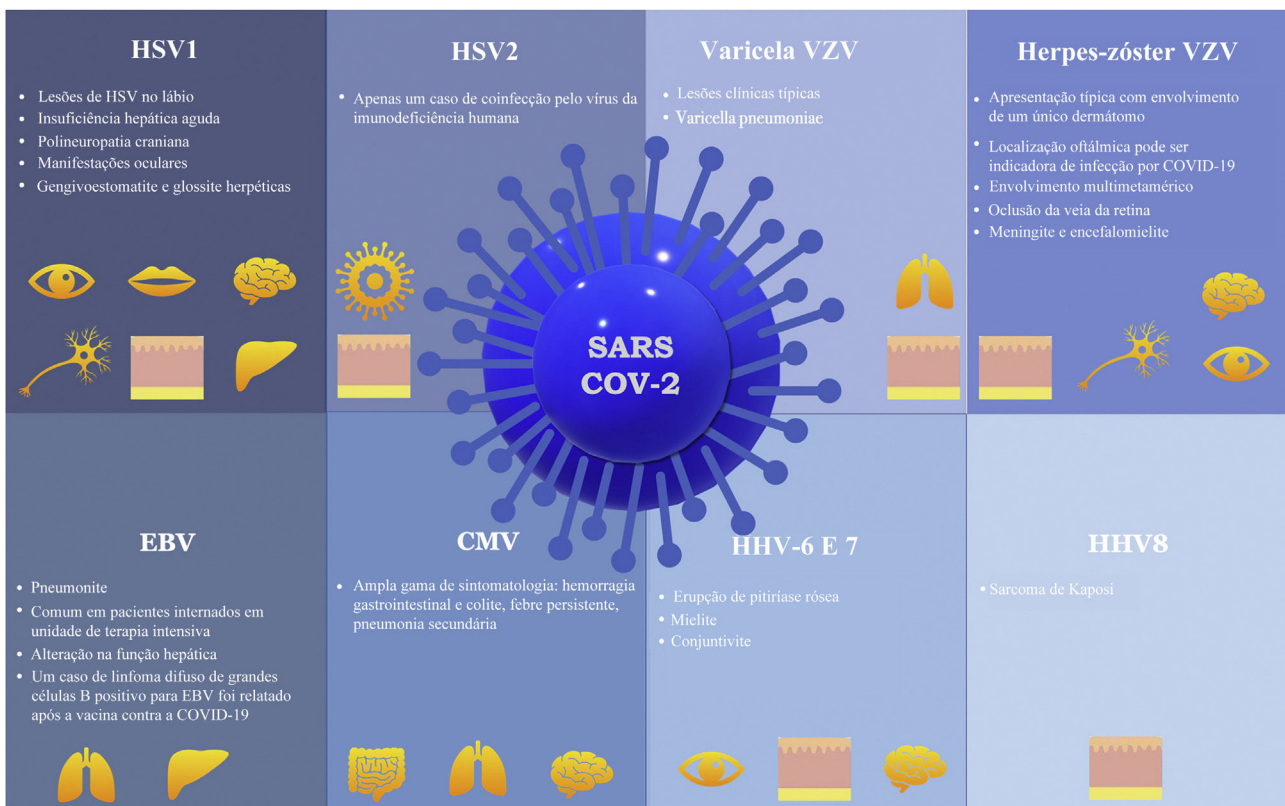 HSV1
• Lesões de HSV no lábio
• Insuficiência hepática aguda
• Polineuropatia craniana
• Manifestações oculares
• Gengivoestomatite e glossite herpéticas
HSV2
• Apenas um caso de coinfecção pelo vírus da
imunodeficiência humana
Varicela VZV
• Lesões clínicas típicas
• Varicella pneumoniae
Herpes-zóster VZV
• Apresentação típica com envolvimento
de um único dermátomo
• Localização oftálmica pode ser
indicadora de infecção por COVID-19
• Envolvimento multimetamérico
• Oclusão da veia da retina
• Meningite e encefalomielite
SARS
COV-2
EBV
• Pneumonite
• Comum em pacientes internados em
unidade de terapia intensiva
• Alteração na função hepática
• Um caso de linfoma difuso de grandes
células B positivo para EBV foi relatado
após a vacina contra a COVID-19
CMV
• Ampla gama de sintomatologia: hemorragia
gastrointestinal e colite, febre persistente,
pneumonia secundária
HHV-6 E 7
• Erupção de pitiríase rósea
• Mielite
• Conjuntivite
HHV8
• Sarcoma de Kaposi